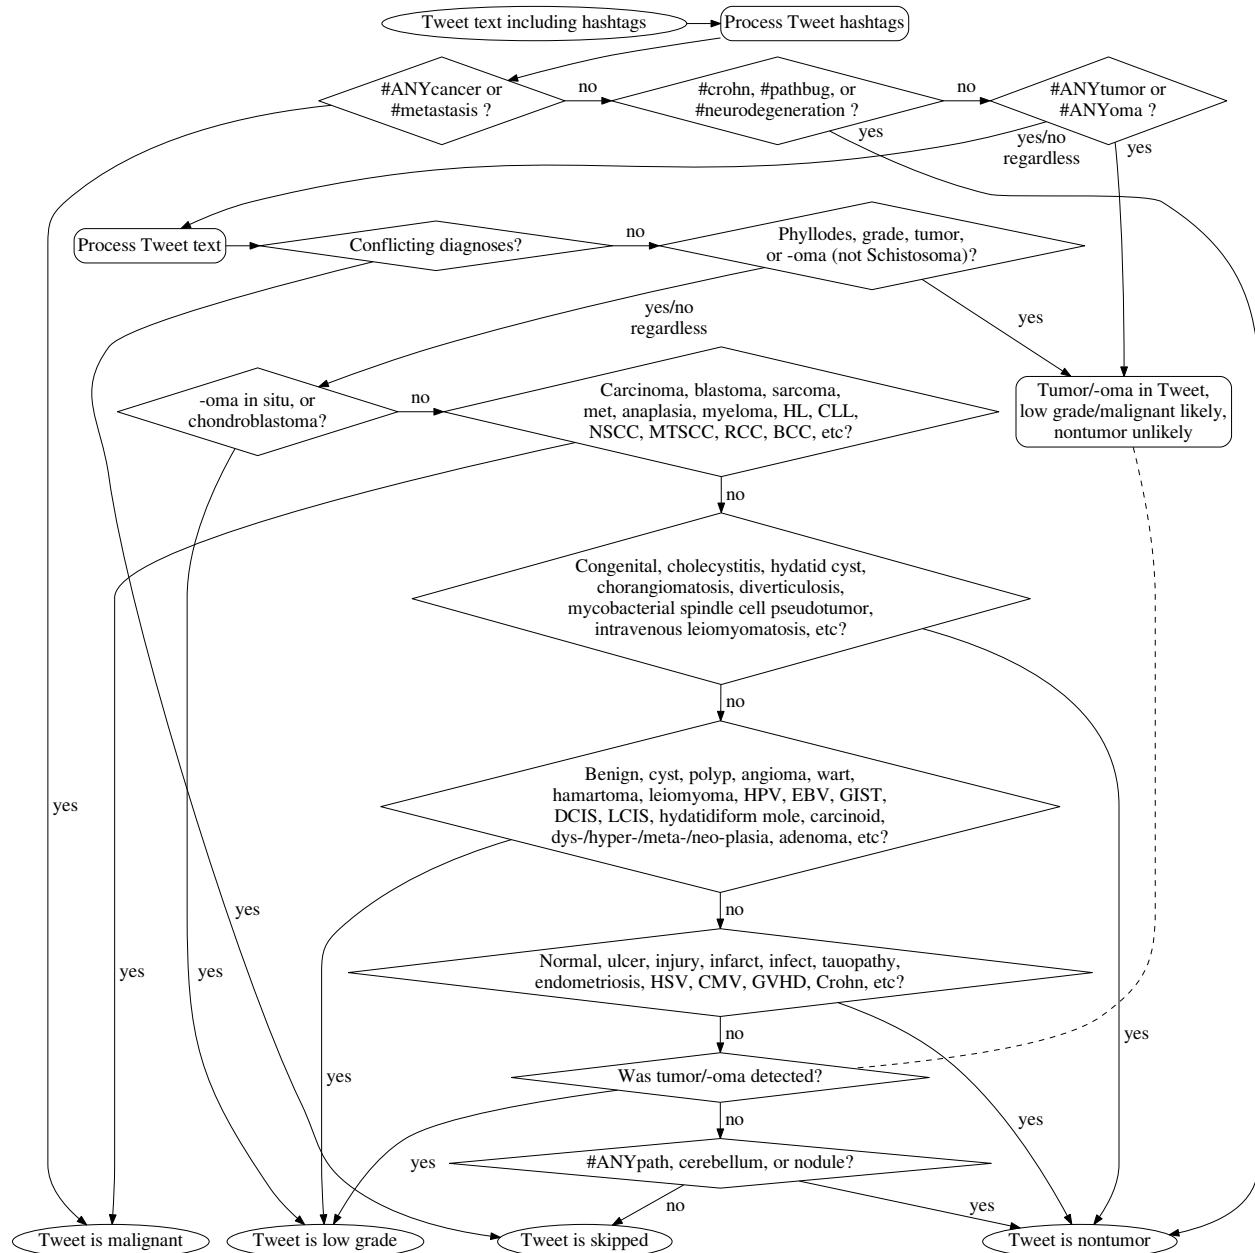 Tweet text including hashtags
Process Tweet hashtags
#ANYcancer or
#metastasis ?
no
#crohn, #pathbug, or
#neurodegeneration ?
no
#ANYtumor or
#ANYoma ?
yes
yes/no
regardless
yes
Process Tweet text
Conflicting diagnoses?
no
Phyllodes, grade, tumor,
or -oma (not Schistosoma)?
yes/no
regardless
yes
-oma in situ, or
chondroblastoma?
no
Carcinoma, blastoma, sarcoma,
met, anaplasia, myeloma, HL, CLL,
NSCC, MTSCC, RCC, BCC, etc?
Tumor/-oma in Tweet,
low grade/malignant likely,
nontumor unlikely
no
Congenital, cholecystitis, hydatid cyst,
chorangiomatosis, diverticulosis,
mycobacterial spindle cell pseudotumor,
intravenous leiomyomatosis, etc?
no
Benign, cyst, polyp, angioma, wart,
hamartoma, leiomyoma, HPV, EBV, GIST,
DCIS, LCIS, hydatidiform mole, carcinoid,
dys-/hyper-/meta-/neo-plasia, adenoma, etc?
yes
yes
no
Normal, ulcer, injury, infarct, infect, tauopathy,
endometriosis, HSV, CMV, GVHD, Crohn, etc?
yes
yes
no
yes
Was tumor/-oma detected?
yes
no
yes
#ANYpath, cerebellum, or nodule?
yes
no
yes
Tweet is malignant
Tweet is low grade
Tweet is skipped
Tweet is nontumor